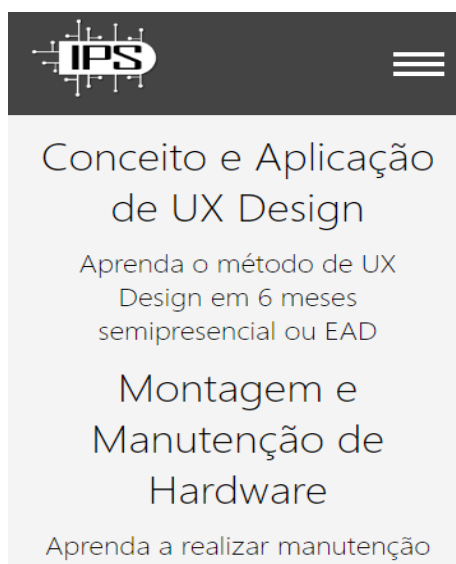 IPS
Conceito e Aplicação
de UX Design
Aprenda o método de UX
Design em 6 meses
semipresencial ou EAD
Montagem e
Manutenção de
Hardware
Aprenda a realizar manutenção